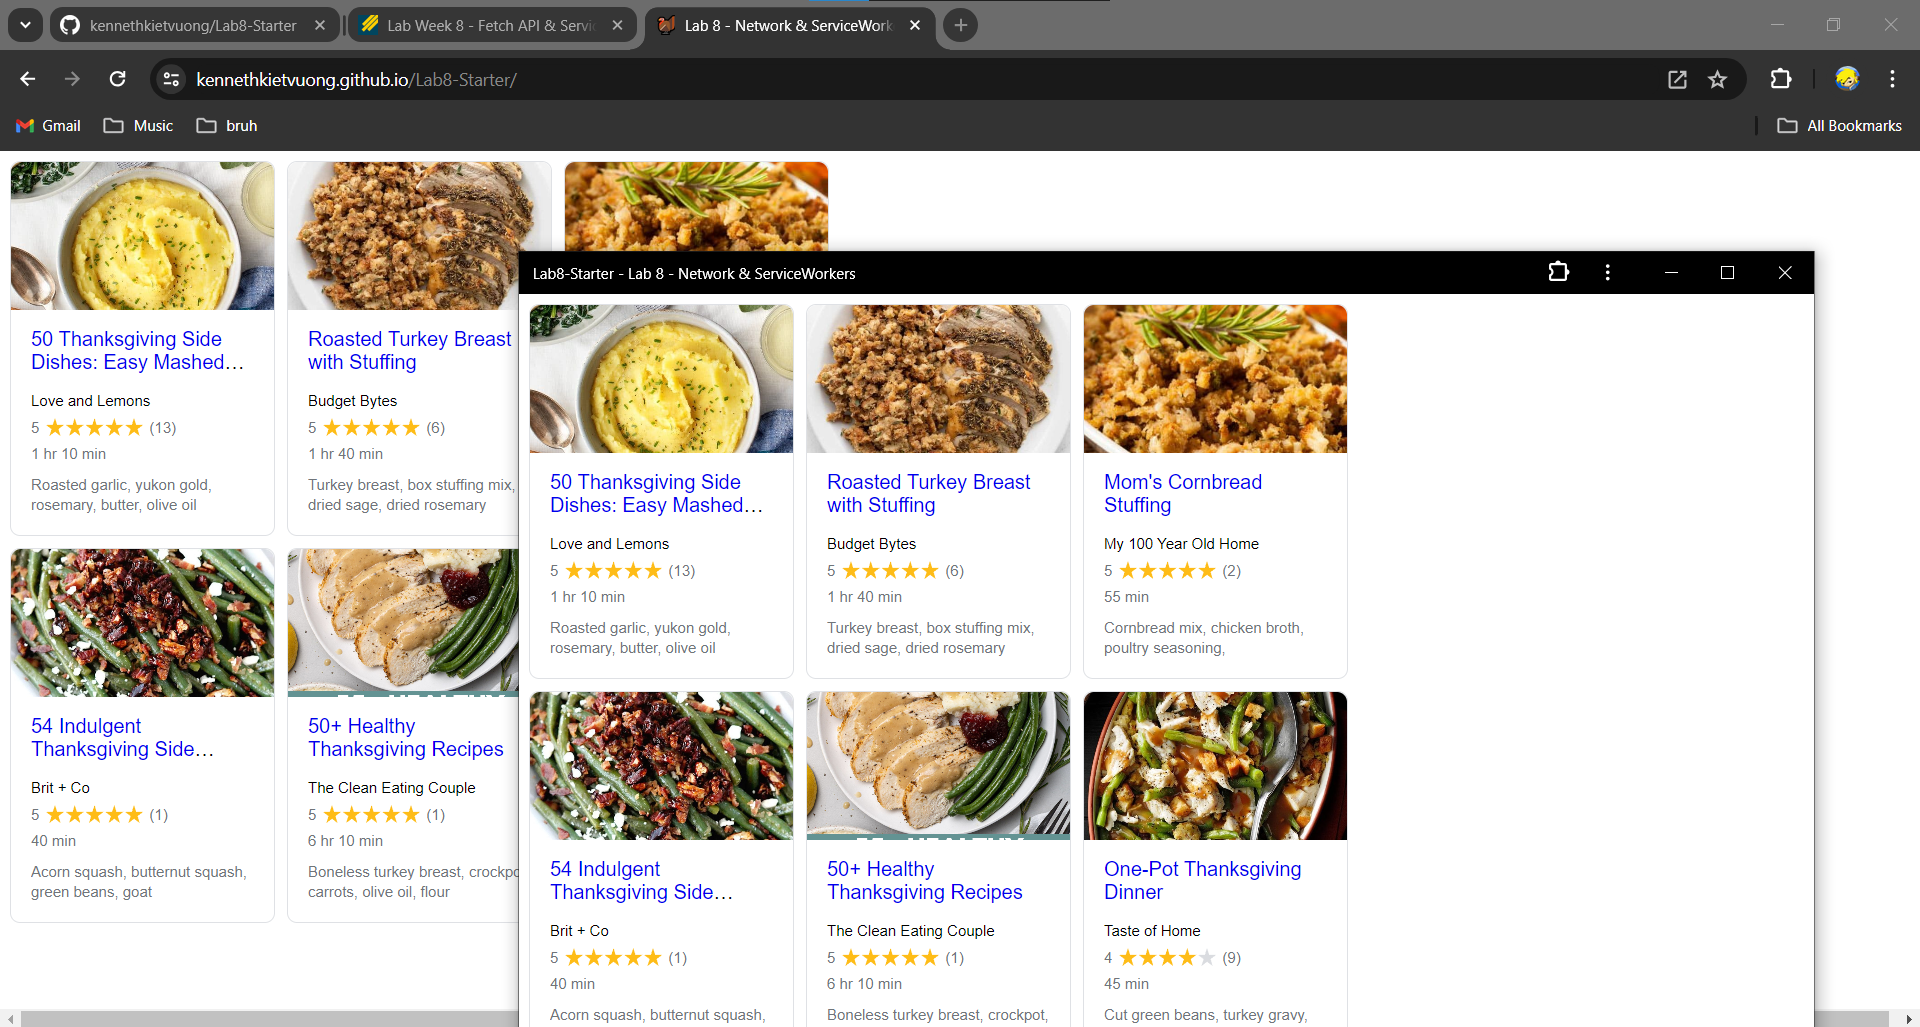 kennethkietvuong/Lab8-Starter
Lab Week 8 - Fetch API & Servic
Lab 8 - Network & ServiceWork
kennethkietvuong.github.io/Lab8-Starter/
Gmail
Music
bruh
All Bookmarks
50 Thanksgiving Side
Dishes: Easy Mashed…
Love and Lemons
5 (13)
1 hr 10 min
Roasted garlic, yukon gold,
rosemary, butter, olive oil
Roasted Turkey Breast
with Stuffing
Budget Bytes
5 (6)
1 hr 40 min
Turkey breast, box stuffing mix,
dried sage, dried rosemary
54 Indulgent
Thanksgiving Side…
Brit + Co
5 (1)
40 min
Acorn squash, butternut squash,
green beans, goat
50+ Healthy
Thanksgiving Recipes
The Clean Eating Couple
5 (1)
6 hr 10 min
Boneless turkey breast, crockpo
carrots, olive oil, flour
Lab8-Starter - Lab 8 - Network & ServiceWorkers
50 Thanksgiving Side
Dishes: Easy Mashed…
Love and Lemons
5 (13)
1 hr 10 min
Roasted garlic, yukon gold,
rosemary, butter, olive oil
Roasted Turkey Breast
with Stuffing
Budget Bytes
5 (6)
1 hr 40 min
Turkey breast, box stuffing mix,
dried sage, dried rosemary
Mom's Cornbread
Stuffing
My 100 Year Old Home
5 (2)
55 min
Cornbread mix, chicken broth,
poultry seasoning,
54 Indulgent
Thanksgiving Side…
Brit + Co
5 (1)
40 min
Acorn squash, butternut squash,
50+ Healthy
Thanksgiving Recipes
The Clean Eating Couple
5 (1)
6 hr 10 min
Boneless turkey breast, crockpot,
One-Pot Thanksgiving
Dinner
Taste of Home
4 (9)
45 min
Cut green beans, turkey gravy,